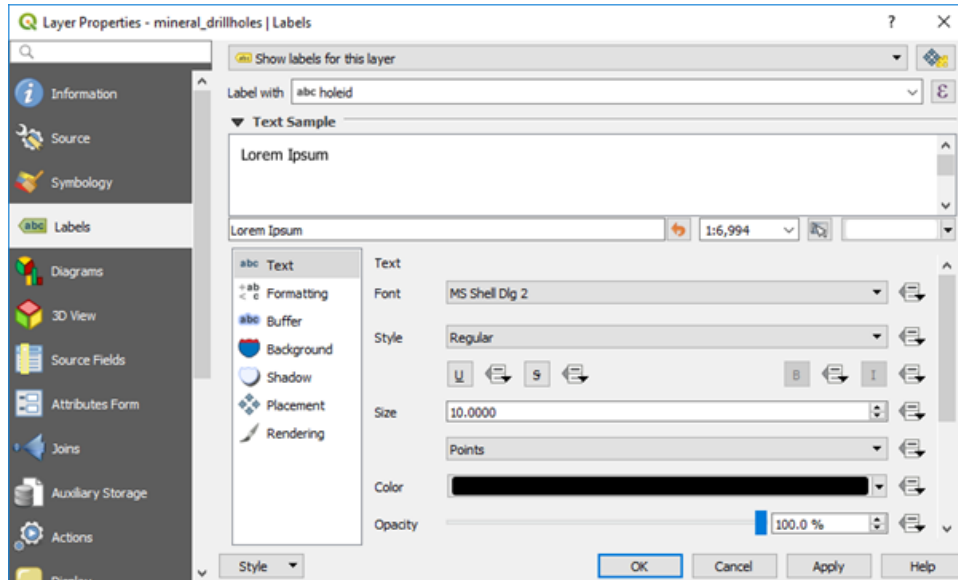 Layer Properties - mineral_drillholes | Labels
? ×
Show labels for this layer
Information
Label with abc holeid ε
Text Sample
Source
Lorem Ipsum
Symbology
abc Labels
Lorem Ipsum 1:6,994
Diagrams
abc Text
Text
+ab < c Formatting
Font MS Shell Dlg 2
3D View
abc Buffer
Style Regular
Source Fields
Background
Shadow
U S B I
Attributes Form
Placement
Size 10.0000
Rendering
Joins
Points
Auxiliary Storage
Color
Actions
Opacity 100.0 %
Style OK Cancel Apply Help